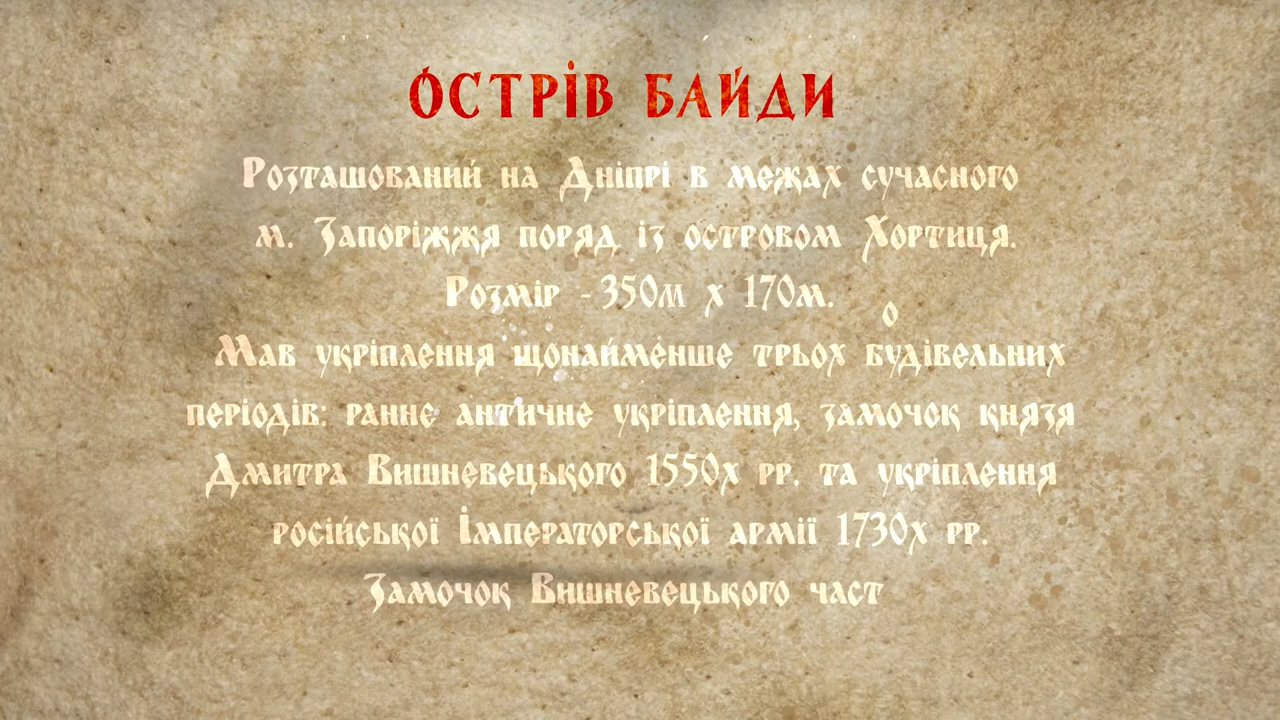 ОСТРІВ БАЙДИ
Розташований на Дніпрі в межах сучасного
м. Запоріжжя поряд із островом Хортиця.
Розмір - 350м х 170м.
о
Мав укріплення щонайменше трьох будівельних
періодів: раннє античне укріплення, замочок князя
Дмитра Вишневецького 1550х рр. та укріплення
російської Імператорської армії 1730х рр.
Замочок Вишневецького част